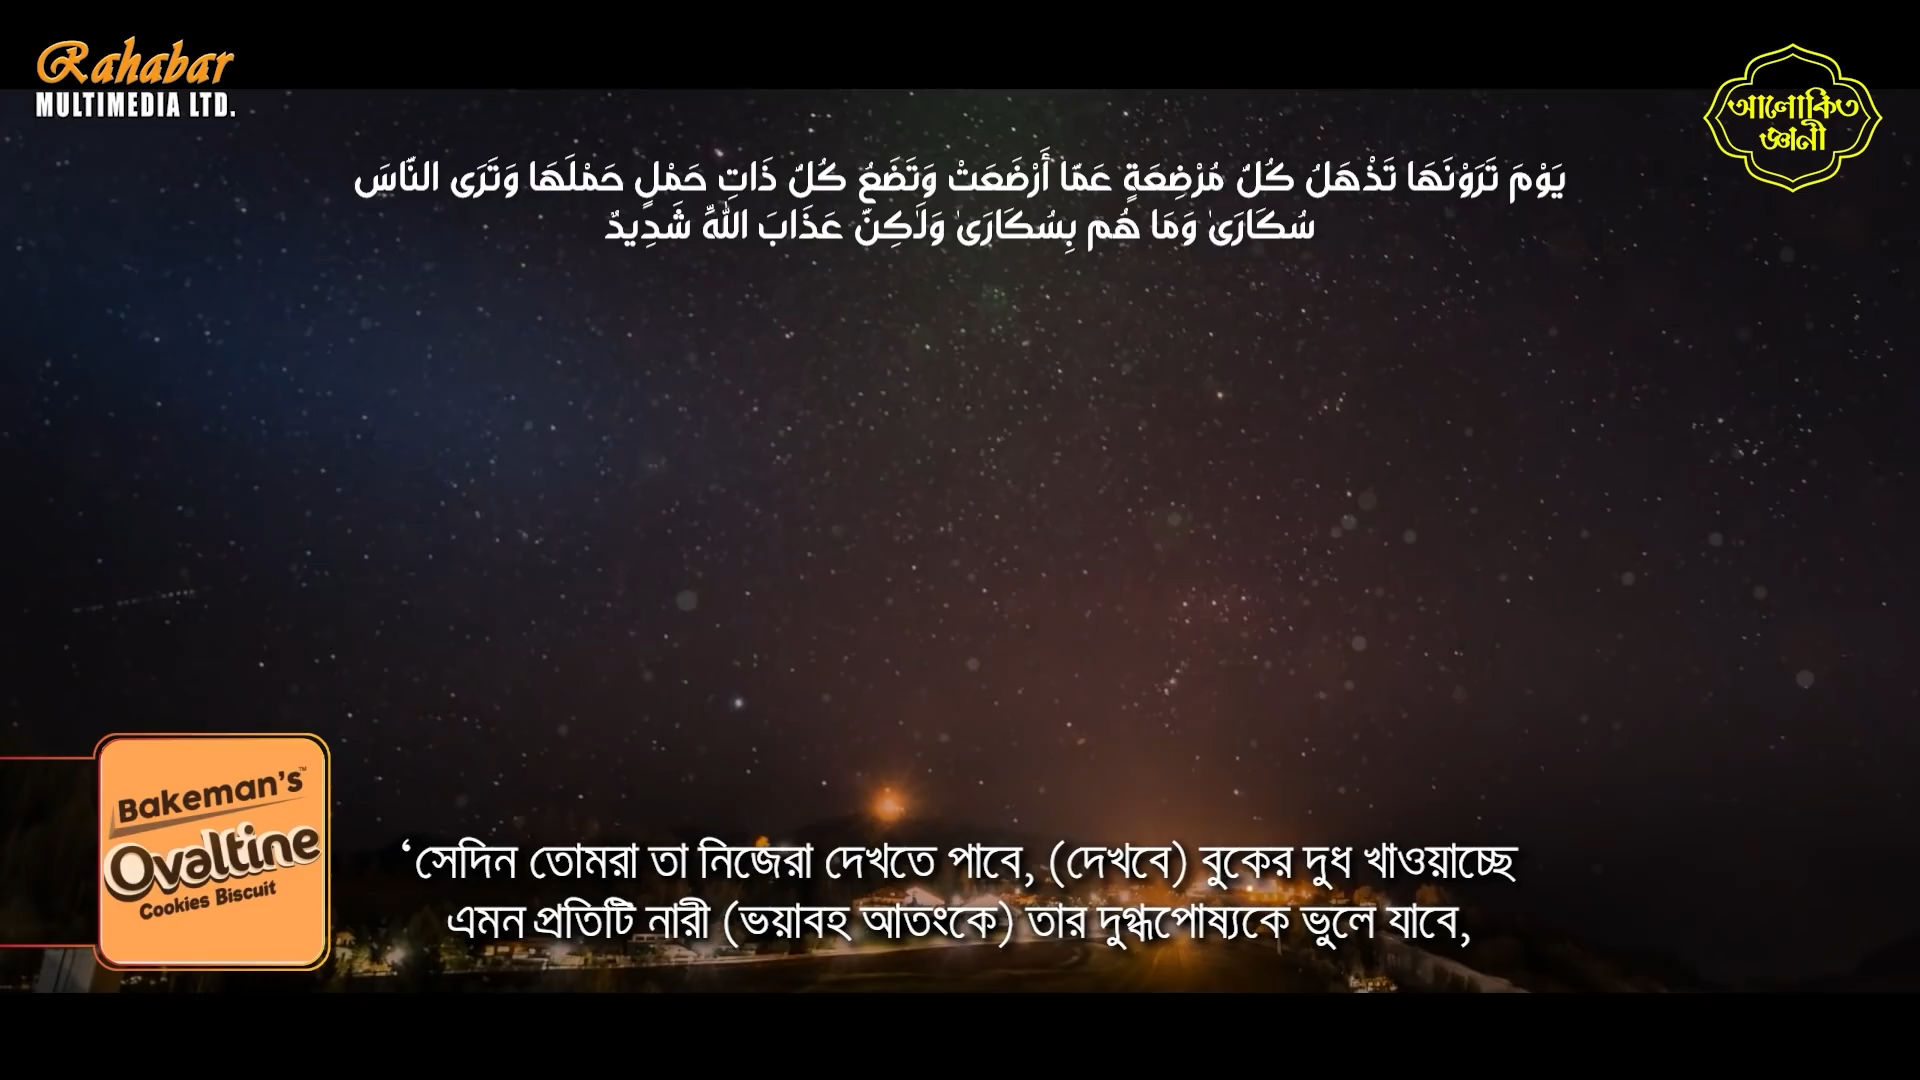 Rahabar
MULTIMEDIA LTD.
আলোকিত
জ্ঞানী
يَوْمَ تَرَوْنَهَا تَذْهَلُ كُلُّ مُرْضِعَةٍ عَمَّا أَرْضَعَتْ وَتَضَعُ كُلُّ ذَاتِ حَمْلٍ حَمْلَهَا وَتَرَى النَّاسَ
سُكَارَىٰ وَمَا هُم بِسُكَارَىٰ وَلَٰكِنَّ عَذَابَ اللَّهِ شَدِيدٌ
Bakeman's™
Ovaltine
Cookies Biscuit
‘সেদিন তোমরা তা নিজেরা দেখতে পাবে, (দেখবে) বুকের দুধ খাওয়াচ্ছে
এমন প্রতিটি নারী (ভয়াবহ আতংকে) তার দুগ্ধপোষ্যকে ভুলে যাবে,